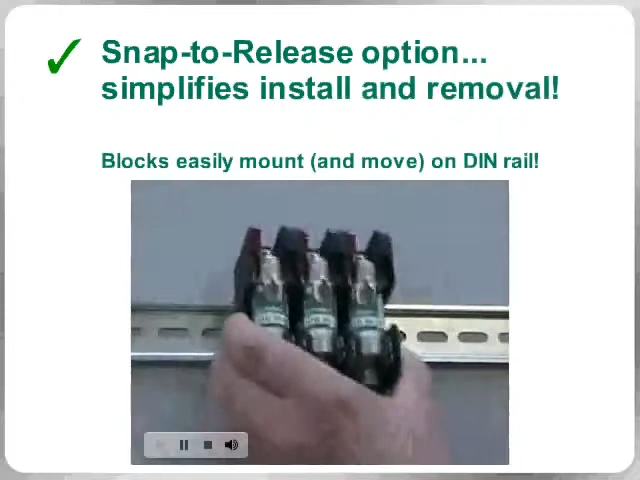 Snap-to-Release option...
simplifies install and removal!
Blocks easily mount (and move) on DIN rail!